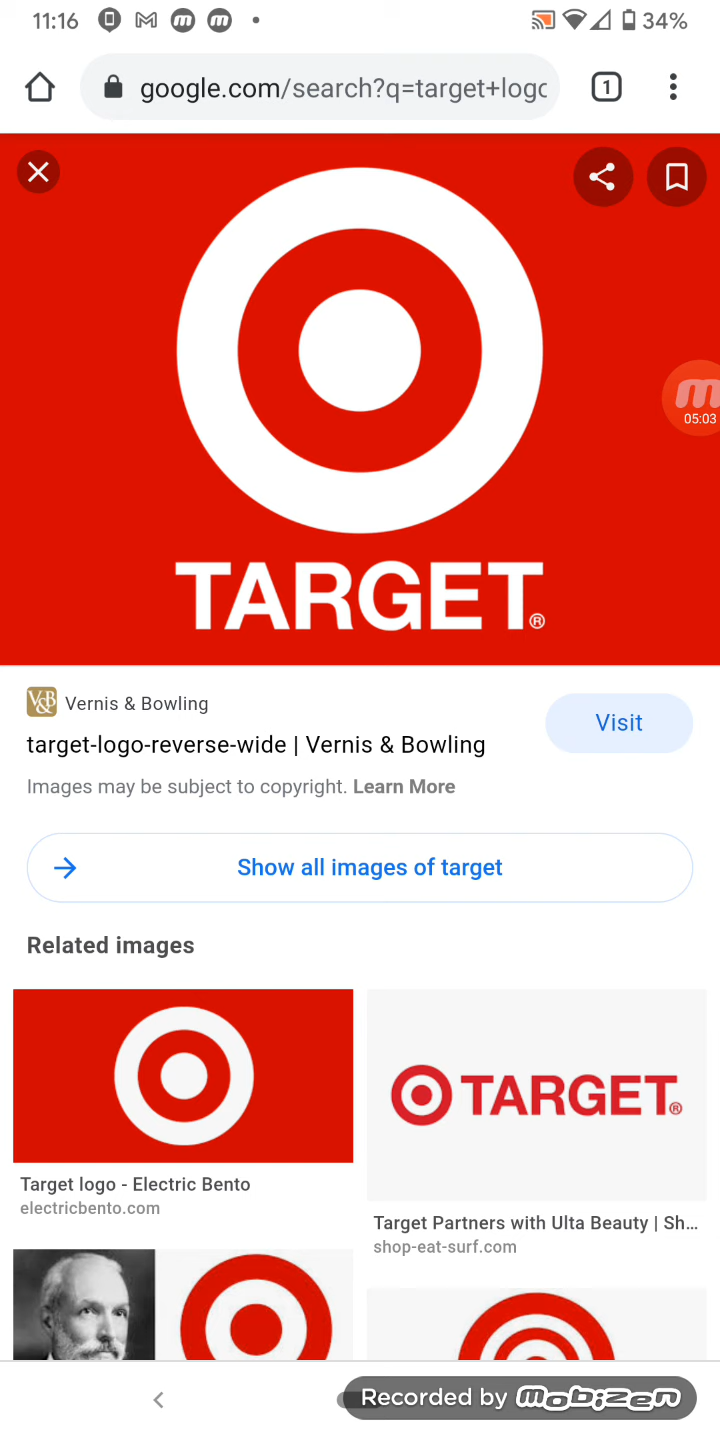 11:16
34%
google.com/search?q=target+logo
1
TARGET®
m
05:03
V&B
Vernis & Bowling
target-logo-reverse-wide | Vernis & Bowling
Visit
Images may be subject to copyright. Learn More
Show all images of target
Related images
TARGET®
Target logo - Electric Bento
electricbento.com
Target Partners with Ulta Beauty | Sh...
shop-eat-surf.com
Recorded by mobizen